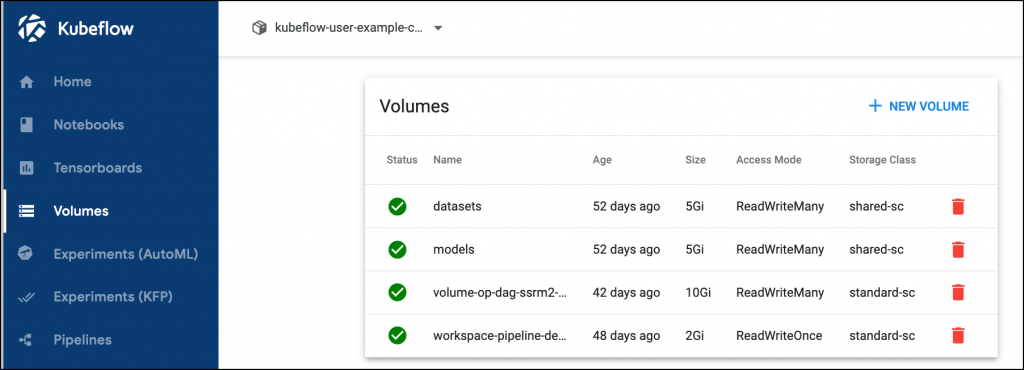 Kubeflow
kubeflow-user-example-c...
Home
Notebooks
Tensorboards
Volumes
Experiments (AutoML)
Experiments (KFP)
Pipelines
Volumes
NEW VOLUME
Status Name Age Size Access Mode Storage Class
datasets 52 days ago 5Gi ReadWriteMany shared-sc
models 52 days ago 5Gi ReadWriteMany shared-sc
volume-op-dag-ssrm2-... 42 days ago 10Gi ReadWriteMany standard-sc
workspace-pipeline-de... 48 days ago 2Gi ReadWriteOnce standard-sc